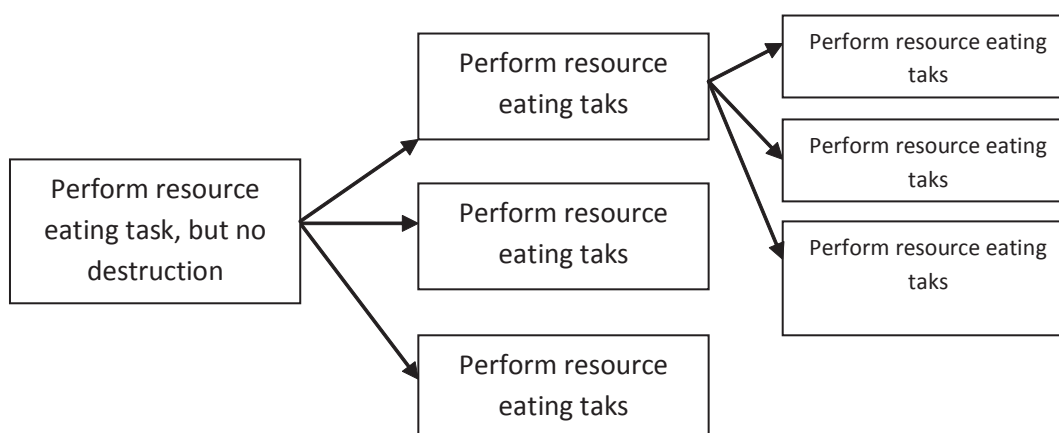 Perform resource
eating task, but no
destruction
Perform resource
eating taks
Perform resource
eating taks
Perform resource
eating taks
Perform resource eating
taks
Perform resource eating
taks
Perform resource eating
taks